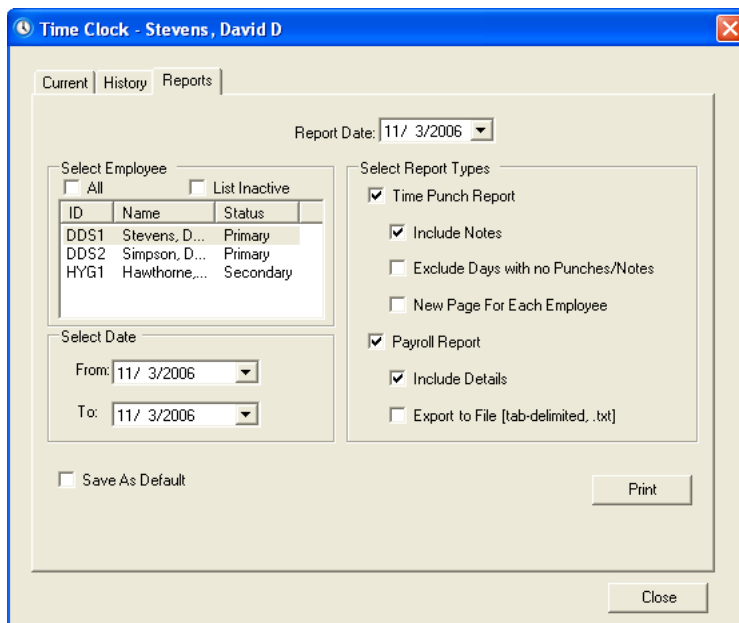 Time Clock - Stevens, David D
Current History Reports
Report Date: 11/ 3/2006
Select Employee
All List Inactive
ID Name Status
DDS1 Stevens, D... Primary
DDS2 Simpson, D... Primary
HYG1 Hawthorne,... Secondary
Select Date
From: 11/ 3/2006
To: 11/ 3/2006
Save As Default
Select Report Types
Time Punch Report
Include Notes
Exclude Days with no Punches/Notes
New Page For Each Employee
Payroll Report
Include Details
Export to File [tab-delimited, .txt]
Print
Close